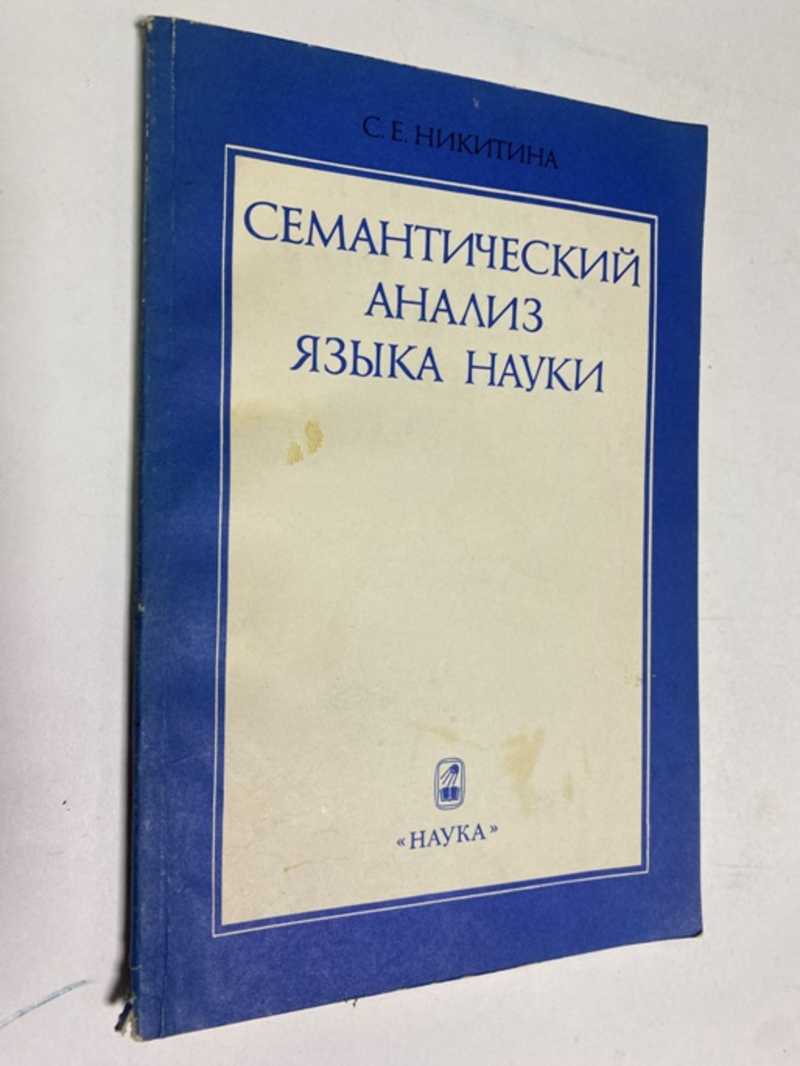 С. Е. НИКИТИНА
СЕМАНТИЧЕСКИЙ
АНАЛИЗ
ЯЗЫКА НАУКИ
«НАУКА»